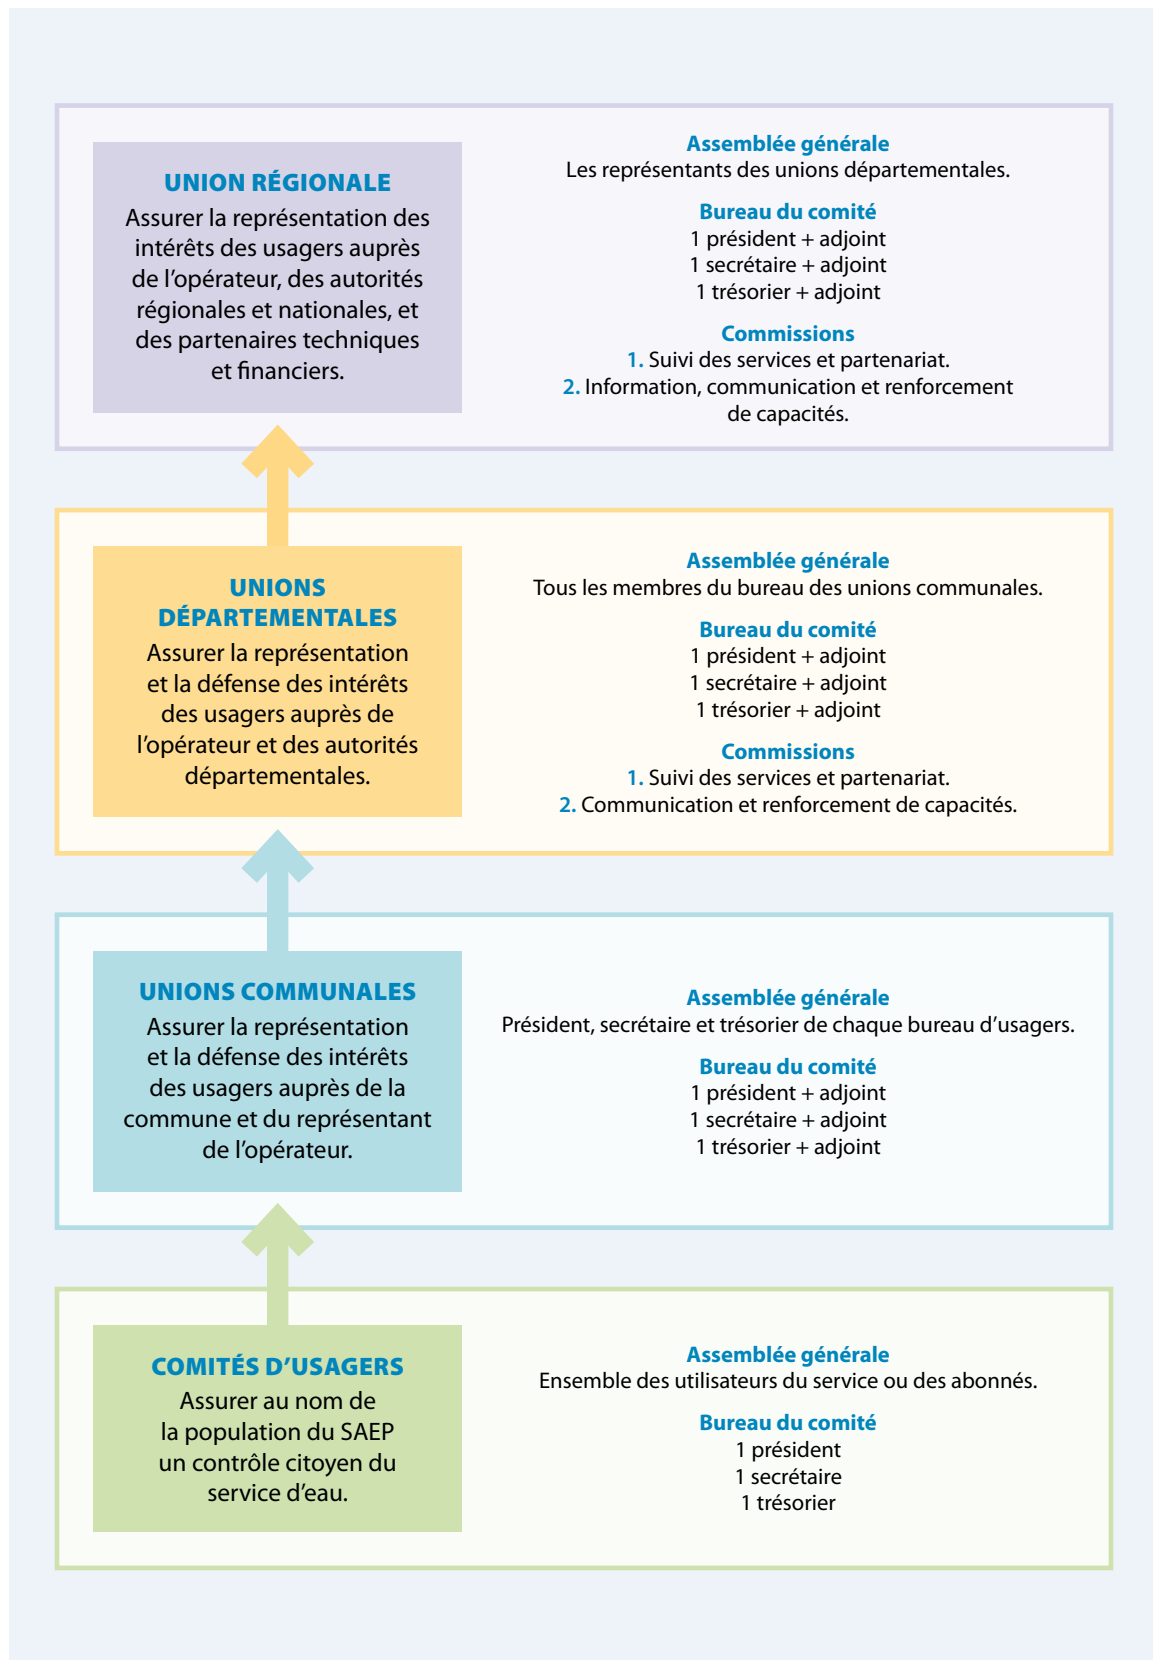 UNION RÉGIONALE
Assurer la représentation des
intérêts des usagers auprès
de l’opérateur, des autorités
régionales et nationales, et
des partenaires techniques
et financiers.
Assemblée générale
Les représentants des unions départementales.
Bureau du comité
1 président + adjoint
1 secrétaire + adjoint
1 trésorier + adjoint
Commissions
1. Suivi des services et partenariat.
2. Information, communication et renforcement
de capacités.
UNIONS
DÉPARTEMENTALES
Assurer la représentation
et la défense des intérêts
des usagers auprès de
l’opérateur et des autorités
départementales.
Assemblée générale
Tous les membres du bureau des unions communales.
Bureau du comité
1 président + adjoint
1 secrétaire + adjoint
1 trésorier + adjoint
Commissions
1. Suivi des services et partenariat.
2. Communication et renforcement de capacités.
UNIONS COMMUNALES
Assurer la représentation
et la défense des intérêts
des usagers auprès de la
commune et du représentant
de l’opérateur.
Assemblée générale
Président, secrétaire et trésorier de chaque bureau d’usagers.
Bureau du comité
1 président + adjoint
1 secrétaire + adjoint
1 trésorier + adjoint
COMITÉS D’USAGERS
Assurer au nom de
la population du SAEP
un contrôle citoyen du
service d’eau.
Assemblée générale
Ensemble des utilisateurs du service ou des abonnés.
Bureau du comité
1 président
1 secrétaire
1 trésorier